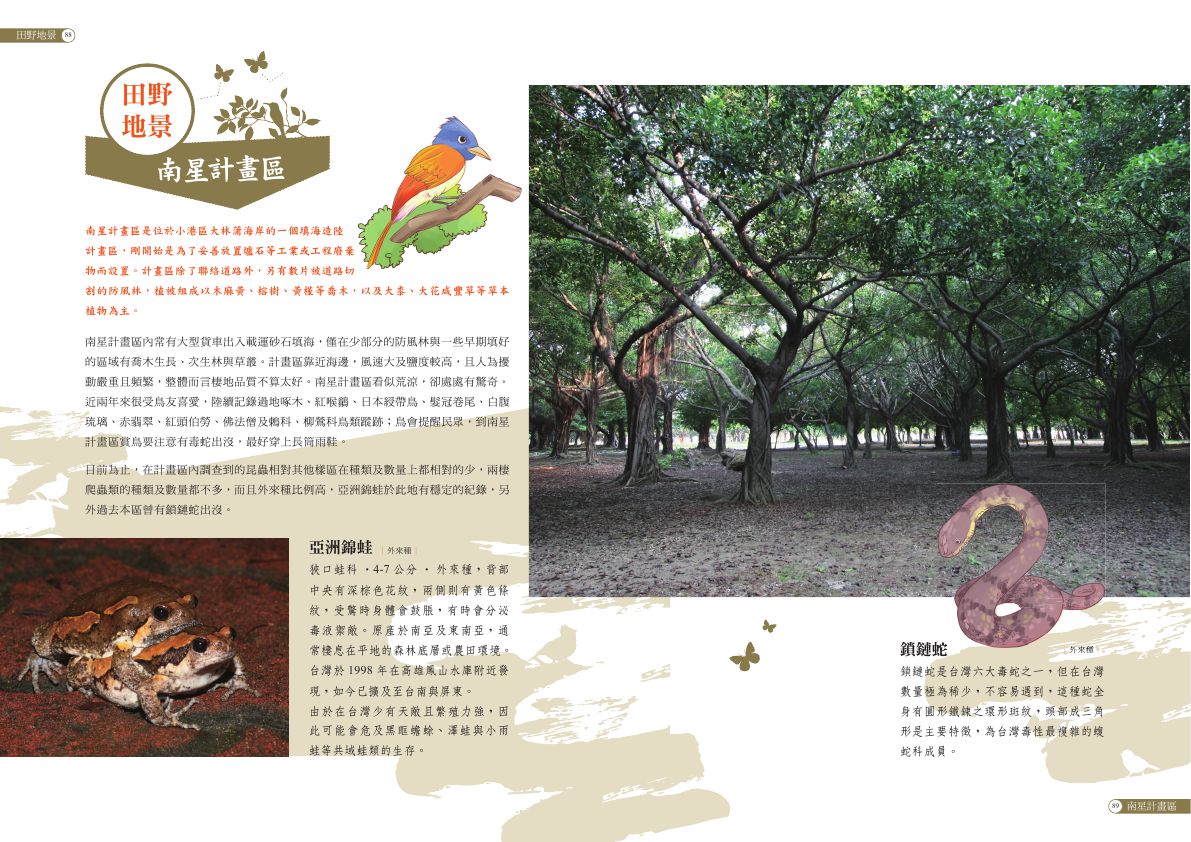 田野地景 88
田野
地景
南星計畫區
南星計畫區是位於小港區大林蒲海岸的一個填海造陸
計畫區，剛開始是為了妥善放置爐石等工業或工程廢棄
物而設置。計畫區除了聯絡道路外，另有數片被道路切
割的防風林，植被組成以木麻黃、榕樹、黃槿等喬木，以及大黍、大花咸豐草等草本
植物為主。
南星計畫區內常有大型貨車出入載運砂石填海，僅在少部分的防風林與一些早期填好
的區域有喬木生長、次生林與草叢。計畫區靠近海邊，風速大及鹽度較高，且人為擾
動嚴重且頻繁，整體而言棲地品質不算太好。南星計畫區看似荒涼，卻處處有驚奇。
近兩年來很受鳥友喜愛，陸續記錄過地啄木、紅喉鷚、日本綬帶鳥、髮冠卷尾、白腹
琉璃、赤翡翠、紅頭伯勞、佛法僧及鶇科、柳鶯科鳥類蹤跡；鳥會提醒民眾，到南星
計畫區賞鳥要注意有毒蛇出沒，最好穿上長筒雨鞋。
目前為止，在計畫區內調查到的昆蟲相對其他樣區在種類及數量上都相對的少，兩棲
爬蟲類的種類及數量都不多，而且外來種比例高，亞洲錦蛙於此地有穩定的紀錄，另
外過去本區曾有鎖鏈蛇出沒。
亞洲錦蛙 ｜外來種｜
狹口蛙科 ・4-7 公分 ・ 外來種，背部
中央有深棕色花紋，兩側則有黃色條
紋，受驚時身體會鼓脹，有時會分泌
毒液禦敵。原產於南亞及東南亞，通
常棲息在平地的森林底層或農田環境。
台灣於 1998 年在高雄鳳山水庫附近發
現，如今已擴及至台南與屏東。
由於在台灣少有天敵且繁殖力強，因
此可能會危及黑眶蟾蜍、澤蛙與小雨
蛙等共域蛙類的生存。
鎖鏈蛇 ｜外來種｜
鎖鏈蛇是台灣六大毒蛇之一，但在台灣
數量極為稀少，不容易遇到，這種蛇全
身有圓形鐵鍊之環形斑紋，頭部成三角
形是主要特徵，為台灣毒性最複雜的蝮
蛇科成員。
89 南星計畫區